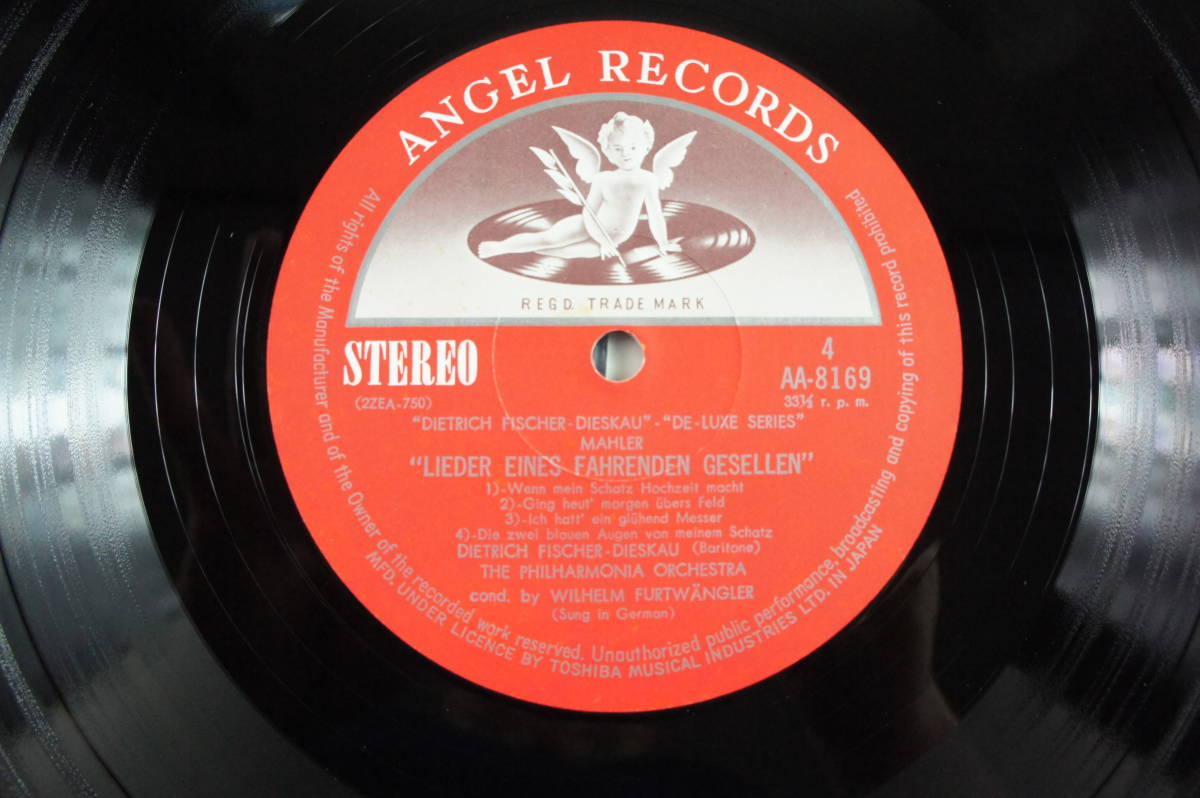 ANGEL RECORDS
REGD. TRADE MARK
STEREO
(2ZEA-750)
4
AA-8169
33⅓ r. p. m.
"DIETRICH FISCHER-DIESKAU"-"DE-LUXE SERIES"
MAHLER
"LIEDER EINES FAHRENDEN GESELLEN"
1)-Wenn mein Schatz Hochzeit macht
2)-Ging heut' morgen übers Feld
3)-Ich hatt' ein glühend Messer
4)-Die zwei blauen Augen von meinem Schatz
DIETRICH FISCHER-DIESKAU (Baritone)
THE PHILHARMONIA ORCHESTRA
cond. by WILHELM FURTWÄNGLER
(Sung in German)
All rights of the Manufacturer and of the Owner of the recorded work reserved. Unauthorized public performance, broadcasting and copying of this record prohibited
MFD. UNDER LICENCE BY TOSHIBA MUSICAL INDUSTRIES LTD. IN JAPAN